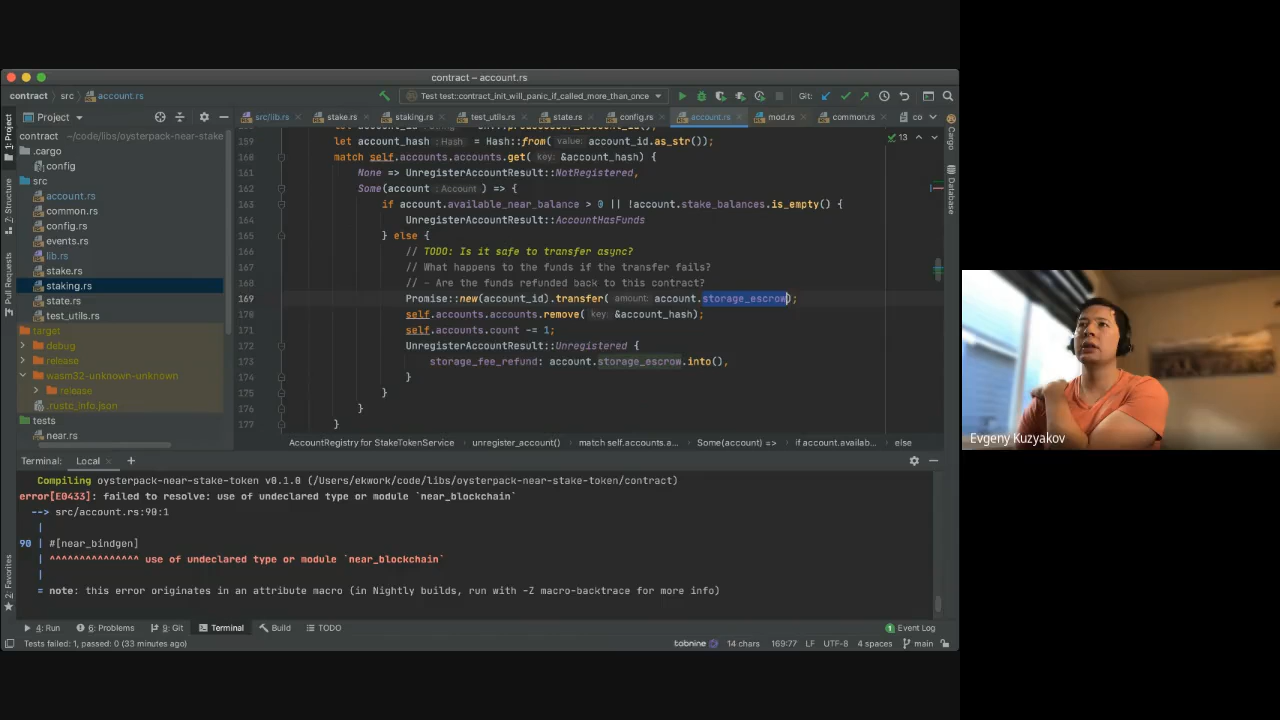 contract – account.rs
contract src account.rs
Test test::contract_init_will_panic_if_called_more_than_once
Git:
Project
src/lib.rs stake.rs staking.rs test_utils.rs state.rs config.rs account.rs mod.rs common.rs co
contract ~/code/libs/oysterpack-near-stake
.cargo
config
src
account.rs
common.rs
config.rs
events.rs
lib.rs
stake.rs
staking.rs
state.rs
test_utils.rs
target
debug
release
wasm32-unknown-unknown
release
.rustc_info.json
tests
near.rs
1: Project
7: Structure
Pull Requests
2: Favorites
Cargo
Database
13
159 let account_hash : Hash = Hash::from( value: account_id.as_str());
160 match self.accounts.accounts.get( key: &account_hash) {
161 None => UnregisterAccountResult::NotRegistered,
162 Some(account : Account ) => {
163 if account.available_near_balance > 0 || !account.stake_balances.is_empty() {
164 UnregisterAccountResult::AccountHasFunds
165 } else {
166 // TODO: Is it safe to transfer async?
167 // What happens to the funds if the transfer fails?
168 // - Are the funds refunded back to this contract?
169 Promise::new(account_id).transfer( amount: account.storage_escrow);
170 self.accounts.accounts.remove( key: &account_hash);
171 self.accounts.count -= 1;
172 UnregisterAccountResult::Unregistered {
173 storage_fee_refund: account.storage_escrow.into(),
174 }
175 }
176 }
177 }
AccountRegistry for StakeTokenService unregister_account() match self.accounts.a... Some(account) => if account.availab... else
Terminal: Local +
Compiling oysterpack-near-stake-token v0.1.0 (/Users/ekwork/code/libs/oysterpack-near-stake-token/contract)
error[E0433]: failed to resolve: use of undeclared type or module `near_blockchain`
--> src/account.rs:90:1
|
90 | #[near_bindgen]
| ^^^^^^^^^^^^^^^ use of undeclared type or module `near_blockchain`
|
= note: this error originates in an attribute macro (in Nightly builds, run with -Z macro-backtrace for more info)
4: Run 6: Problems 9: Git Terminal Build TODO
1 Event Log
Tests failed: 1, passed: 0 (33 minutes ago)
tabnine 14 chars 169:77 LF UTF-8 4 spaces main
Evgeny Kuzyakov